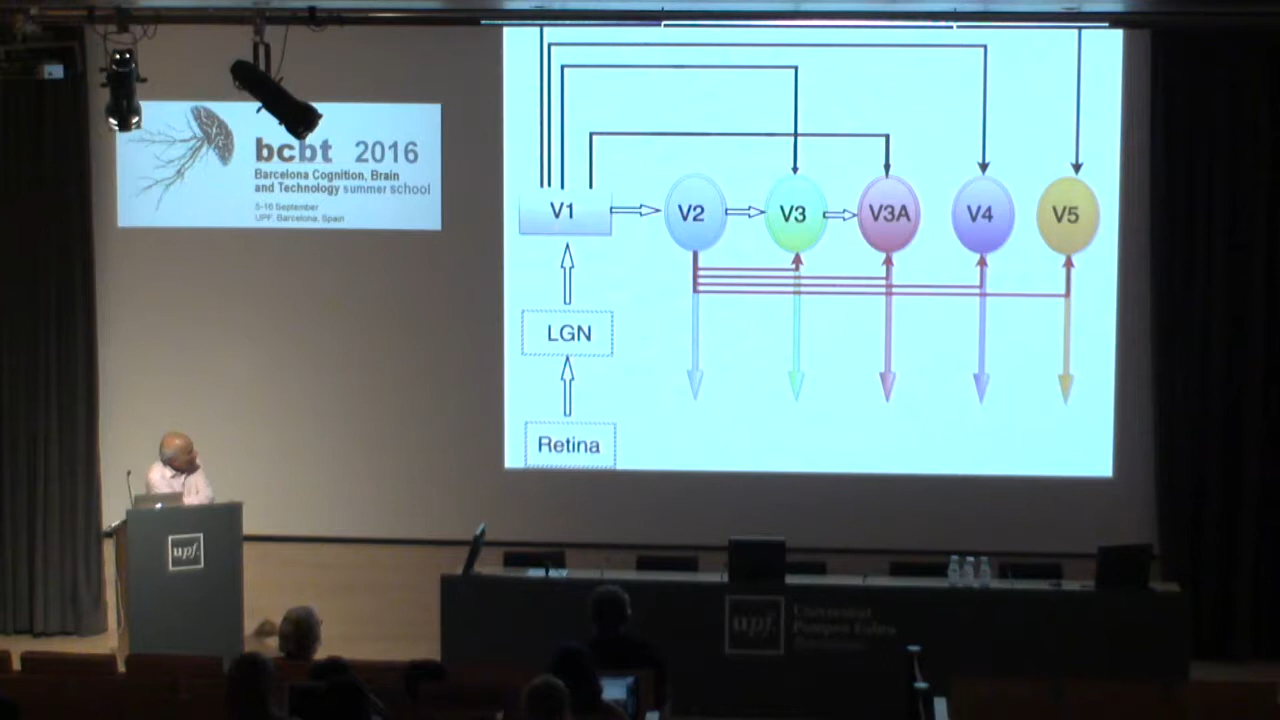 bcbt 2016
Barcelona Cognition, Brain
and Technology summer school
5-16 September
UPF, Barcelona, Spain
V1
V2
V3
V3A
V4
V5
LGN
Retina
upf.
upf.
Universitat
Pompeu Fabra